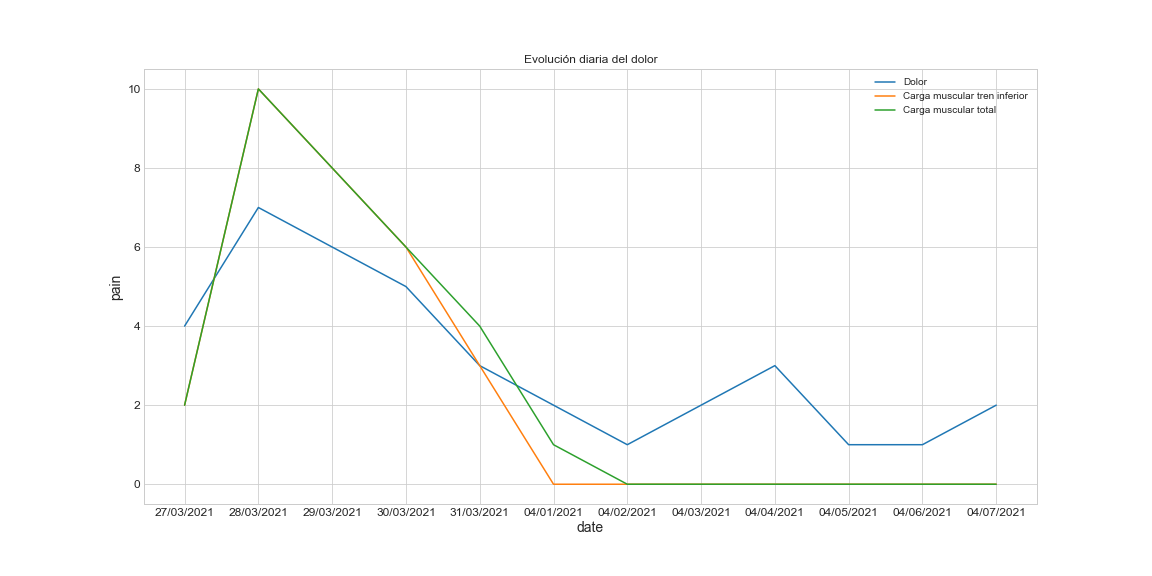 Evolución diaria del dolor
Dolor
Carga muscular tren inferior
Carga muscular total
10
8
6
4
2
0
pain
27/03/2021 28/03/2021 29/03/2021 30/03/2021 31/03/2021 04/01/2021 04/02/2021 04/03/2021 04/04/2021 04/05/2021 04/06/2021 04/07/2021
date